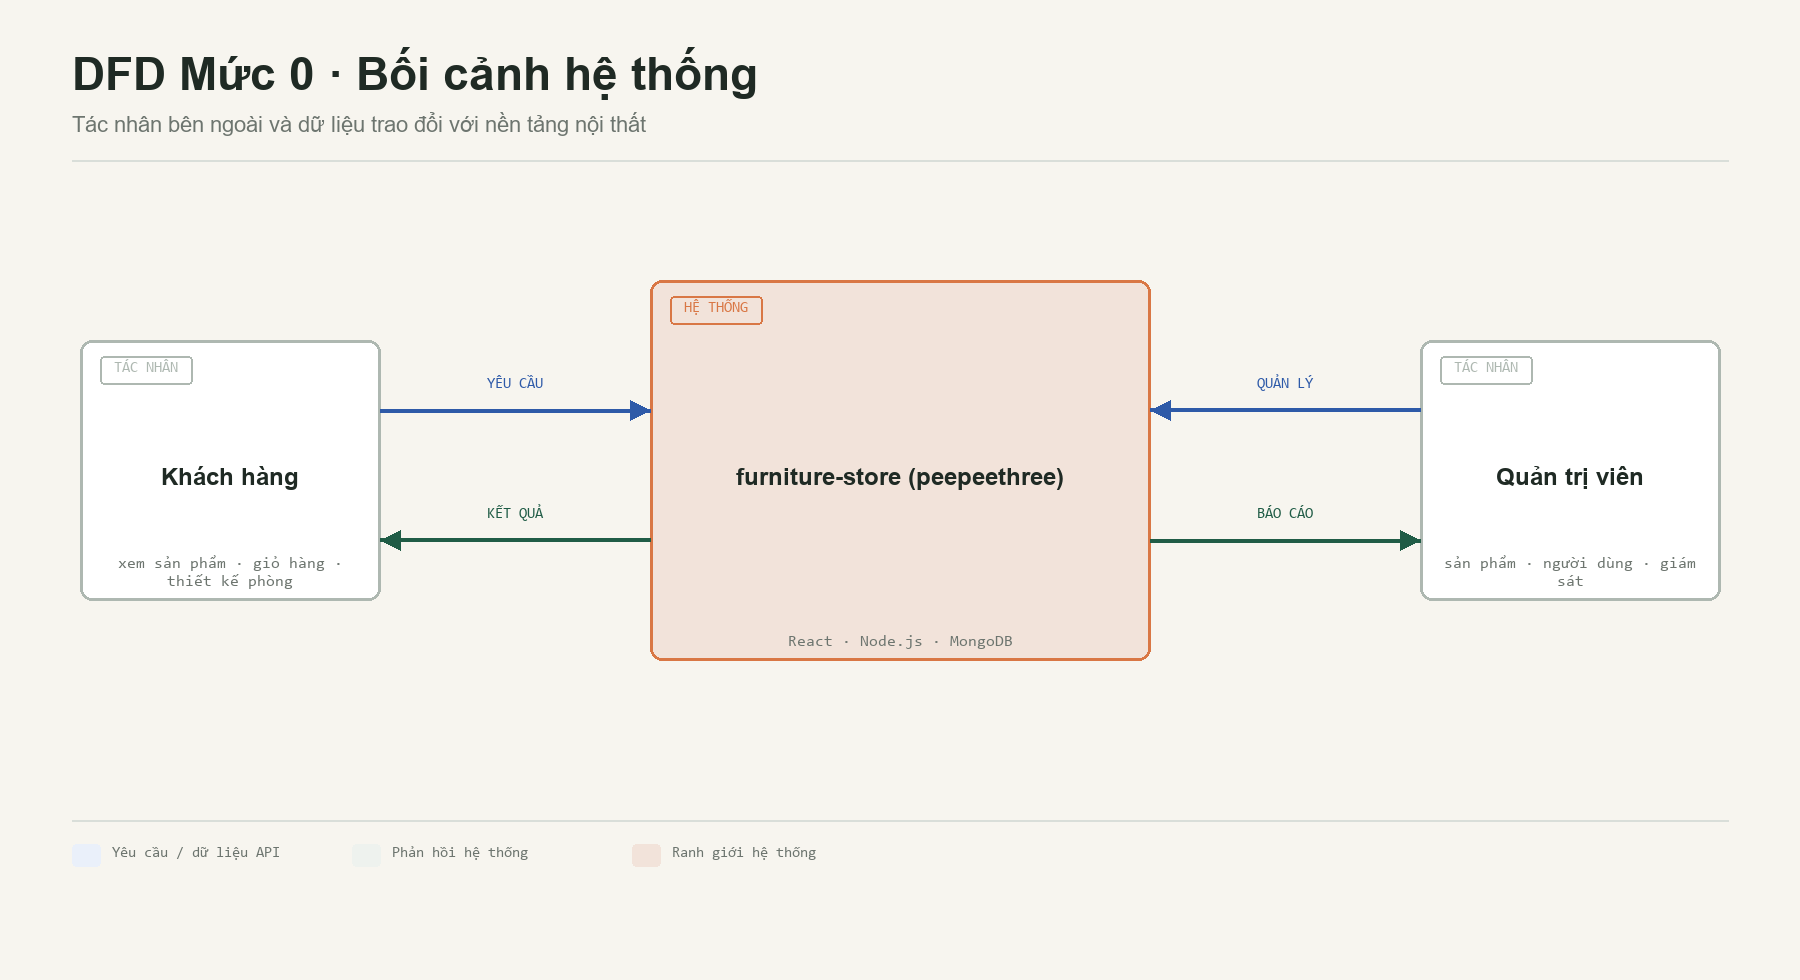 DFD Mức 0 · Bối cảnh hệ thống
Tác nhân bên ngoài và dữ liệu trao đổi với nền tảng nội thất
TÁC NHÂN
Khách hàng
xem sản phẩm · giỏ hàng ·
thiết kế phòng
YÊU CẦU
KẾT QUẢ
HỆ THỐNG
furniture-store (peepeethree)
React · Node.js · MongoDB
QUẢN LÝ
BÁO CÁO
TÁC NHÂN
Quản trị viên
sản phẩm · người dùng · giám
sát
Yêu cầu / dữ liệu API
Phản hồi hệ thống
Ranh giới hệ thống